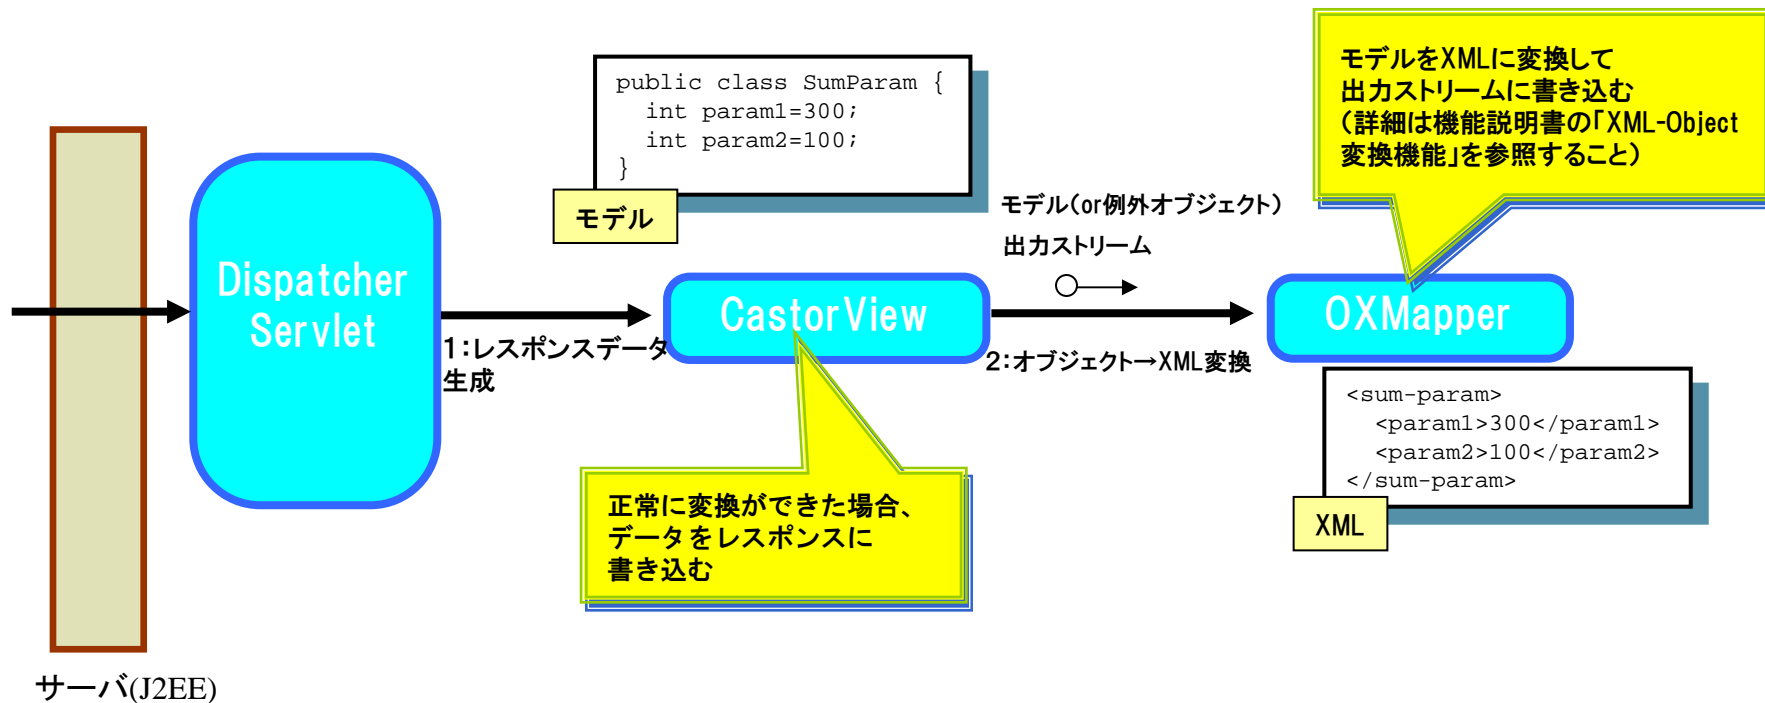 public class SumParam {
int param1=300;
int param2=100;
}
モデル
モデルをXMLに変換して
出力ストリームに書き込む
(詳細は機能説明書の「XML-Object
変換機能」を参照すること)
モデル(or例外オブジェクト)
出力ストリーム
Dispatcher
Servlet
1:レスポンスデータ
生成
CastorView
2:オブジェクト→XML変換
OXMapper
<sum-param>
<param1>300</param1>
<param2>100</param2>
</sum-param>
XML
正常に変換ができた場合、
データをレスポンスに
書き込む
サーバ(J2EE)